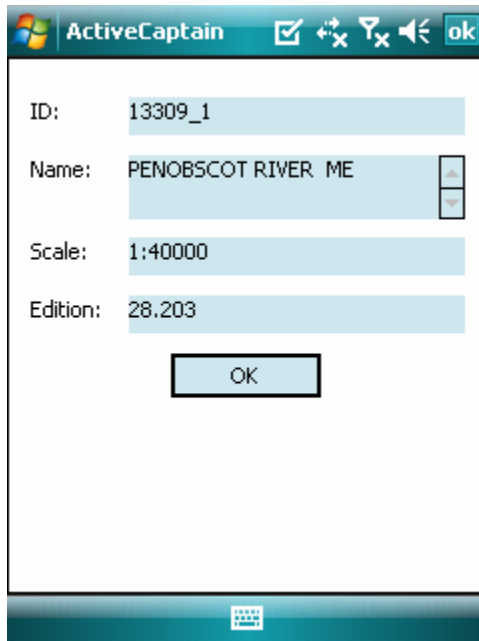 ActiveCaptain ok
ID: 13309_1
Name: PENOBSCOT RIVER ME
Scale: 1:40000
Edition: 28.203
OK